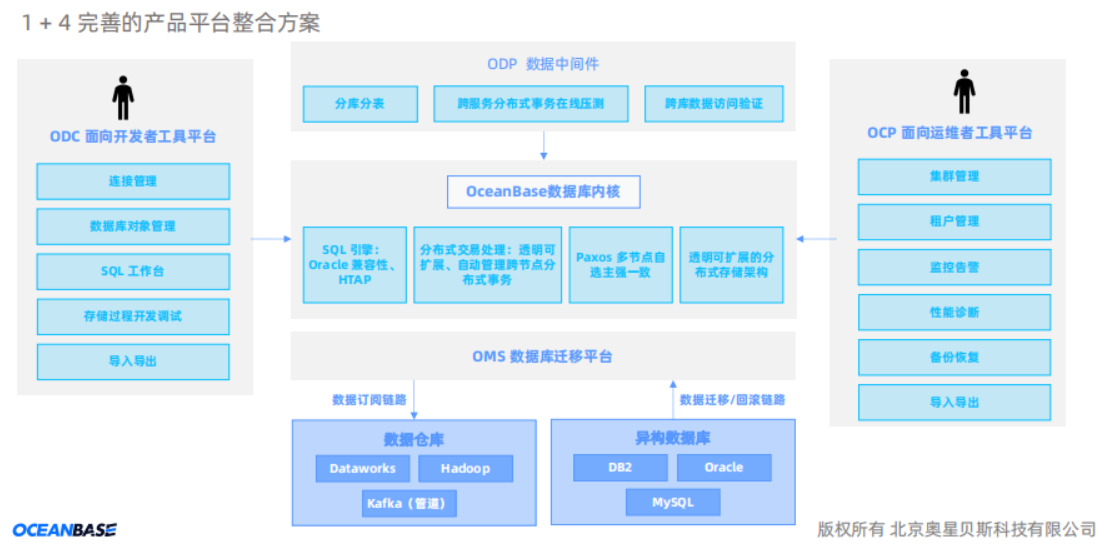 1 + 4 完善的产品平台整合方案
ODC 面向开发者工具平台
连接管理
数据库对象管理
SQL 工作台
存储过程开发调试
导入导出
ODP 数据中间件
分库分表
跨服务分布式事务在线压测
跨库数据访问验证
OceanBase数据库内核
SQL 引擎：
Oracle 兼容性、
HTAP
分布式交易处理：透明可
扩展、自动管理跨节点分
布式事务
Paxos 多节点自
选主强一致
透明可扩展的分
布式存储架构
OMS 数据库迁移平台
数据订阅链路
数据迁移/回滚链路
数据仓库
Dataworks
Hadoop
Kafka（管道）
异构数据库
DB2
Oracle
MySQL
OCP 面向运维者工具平台
集群管理
租户管理
监控告警
性能诊断
备份恢复
导入导出
OCEANBASE
版权所有 北京奥星贝斯科技有限公司